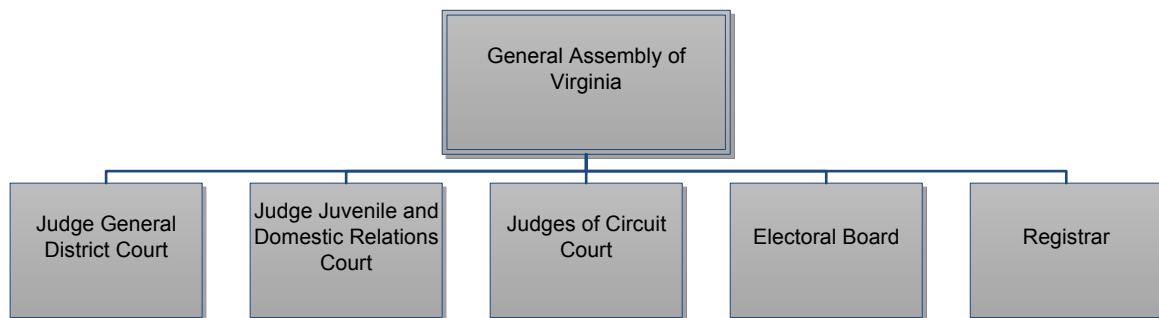 General Assembly of
Virginia
Judge General
District Court
Judge Juvenile and
Domestic Relations
Court
Judges of Circuit
Court
Electoral Board
Registrar